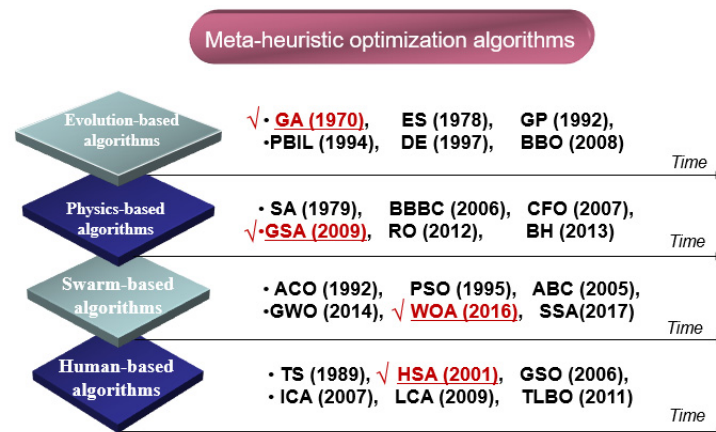 Meta-heuristic optimization algorithms
Evolution-based
algorithms
√ • GA (1970), ES (1978), GP (1992),
•PBIL (1994), DE (1997), BBO (2008)
Time
Physics-based
algorithms
• SA (1979), BBBC (2006), CFO (2007),
√•GSA (2009), RO (2012), BH (2013)
Time
Swarm-based
algorithms
• ACO (1992), PSO (1995), ABC (2005),
•GWO (2014), √ WOA (2016), SSA(2017)
Time
Human-based
algorithms
• TS (1989), √ HSA (2001), GSO (2006),
• ICA (2007), LCA (2009), TLBO (2011)
Time